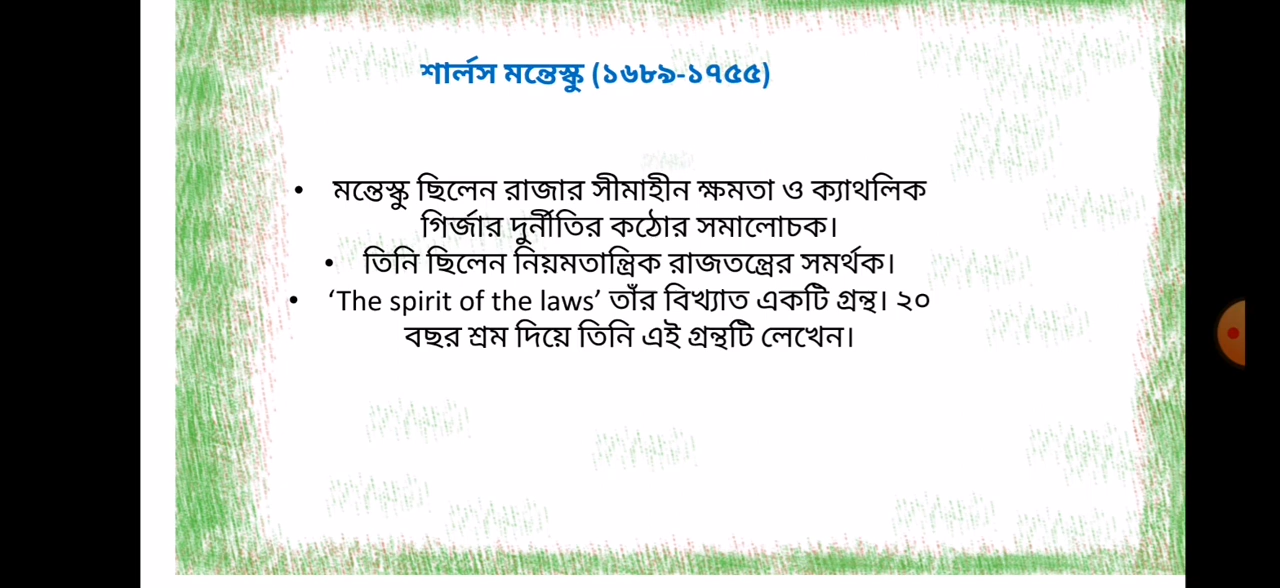 শার্লস মন্তেস্কু (১৬৮৯-১৭৫৫)
• মন্তেস্কু ছিলেন রাজার সীমাহীন ক্ষমতা ও ক্যাথলিক
গির্জার দুর্নীতির কঠোর সমালোচক।
• তিনি ছিলেন নিয়মতান্ত্রিক রাজতন্ত্রের সমর্থক।
• ‘The spirit of the laws’ তাঁর বিখ্যাত একটি গ্রন্থ। ২০
বছর শ্রম দিয়ে তিনি এই গ্রন্থটি লেখেন।